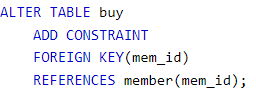 ALTER TABLE buy
    ADD CONSTRAINT
    FOREIGN KEY(mem_id)
    REFERENCES member(mem_id);